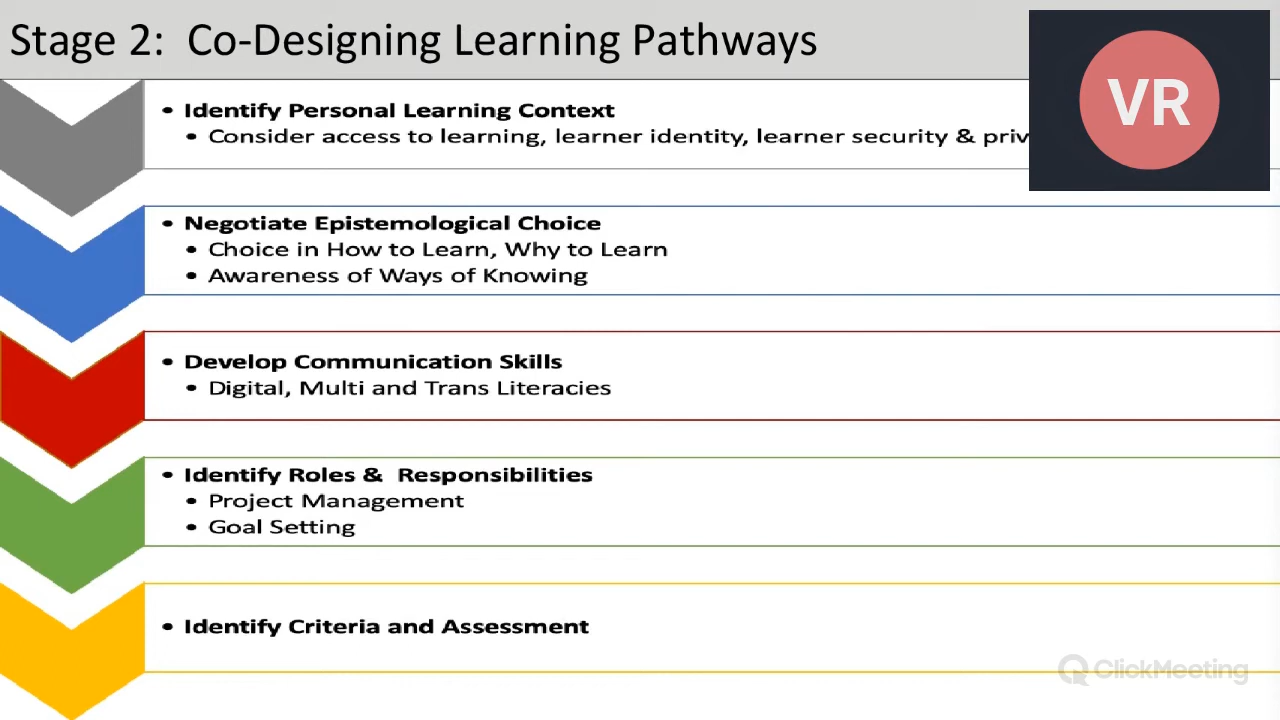 Stage 2: Co-Designing Learning Pathways
VR
• Identify Personal Learning Context
• Consider access to learning, learner identity, learner security &
• Negotiate Epistemological Choice
• Choice in How to Learn, Why to Learn
• Awareness of Ways of Knowing
• Develop Communication Skills
• Digital, Multi and Trans Literacies
• Identify Roles & Responsibilities
• Project Management
• Goal Setting
• Identify Criteria and Assessment
ClickMeeting